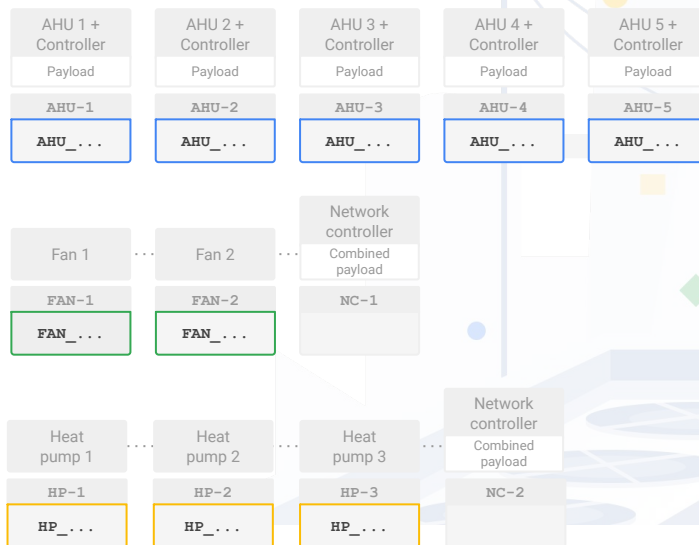 AHU 1 +
Controller
Payload
AHU-1
AHU_...
AHU 2 +
Controller
Payload
AHU-2
AHU_...
AHU 3 +
Controller
Payload
AHU-3
AHU_...
AHU 4 +
Controller
Payload
AHU-4
AHU_...
AHU 5 +
Controller
Payload
AHU-5
AHU_...
Fan 1
FAN-1
FAN_...
Fan 2
FAN-2
FAN_...
Network
controller
Combined
payload
NC-1
Heat
pump 1
HP-1
HP_...
Heat
pump 2
HP-2
HP_...
Heat
pump 3
HP-3
HP_...
Network
controller
Combined
payload
NC-2